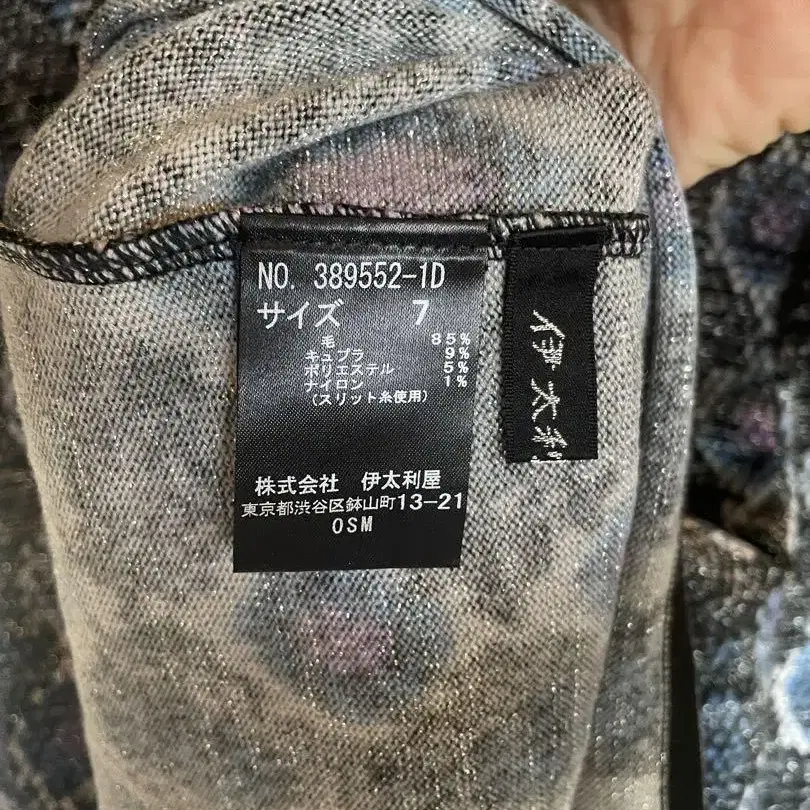 NO. 389552-1D
サイズ 7
毛 85%
キュプラ 9%
ポリエステル 5%
ナイロン 1%
(スリット糸使用)
株式会社 伊太利屋
東京都渋谷区鉢山町13-21
OSM
伊太利